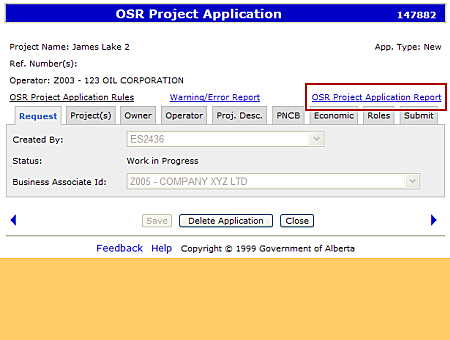 OSR Project Application 147882
Project Name: James Lake 2 App. Type: New
Ref. Number(s):
Operator: Z003 - 123 OIL CORPORATION
OSR Project Application Rules Warning/Error Report OSR Project Application Report
Request Project(s) Owner Operator Proj. Desc. PNCB Economic Roles Submit
Created By: ES2436
Status: Work in Progress
Business Associate Id: Z005 - COMPANY XYZ LTD
Save Delete Application Close
Feedback Help Copyright © 1999 Government of Alberta